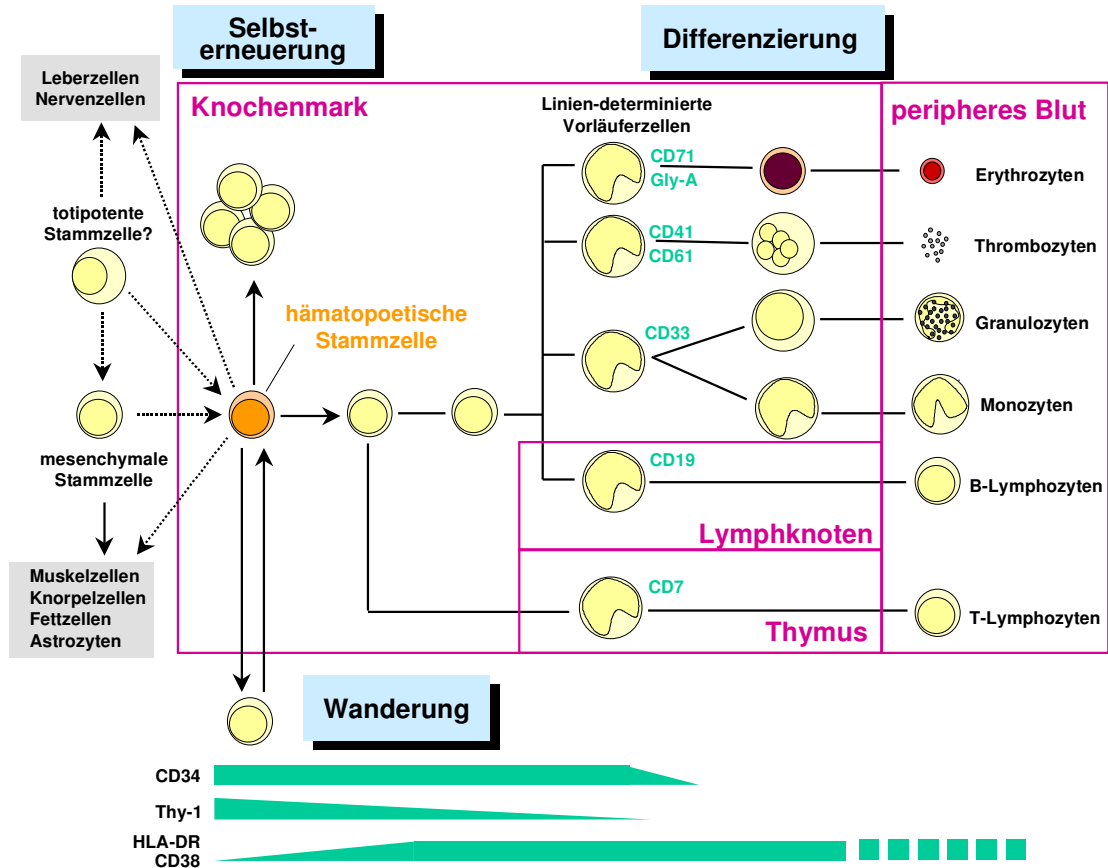 Selbst-
erneuerung
Differenzierung
Leberzellen
Nervenzellen
Knochenmark
Linien-determinierte
Vorläuferzellen
peripheres Blut
CD71
Gly-A
Erythrozyten
totipotente
Stammzelle?
CD41
CD61
Thrombozyten
hämatopoetische
Stammzelle
CD33
Granulozyten
Monozyten
mesenchymale
Stammzelle
CD19
B-Lymphozyten
Lymphknoten
Muskelzellen
Knorpelzellen
Fettzellen
Astrozyten
CD7
T-Lymphozyten
Thymus
Wanderung
CD34
Thy-1
HLA-DR
CD38